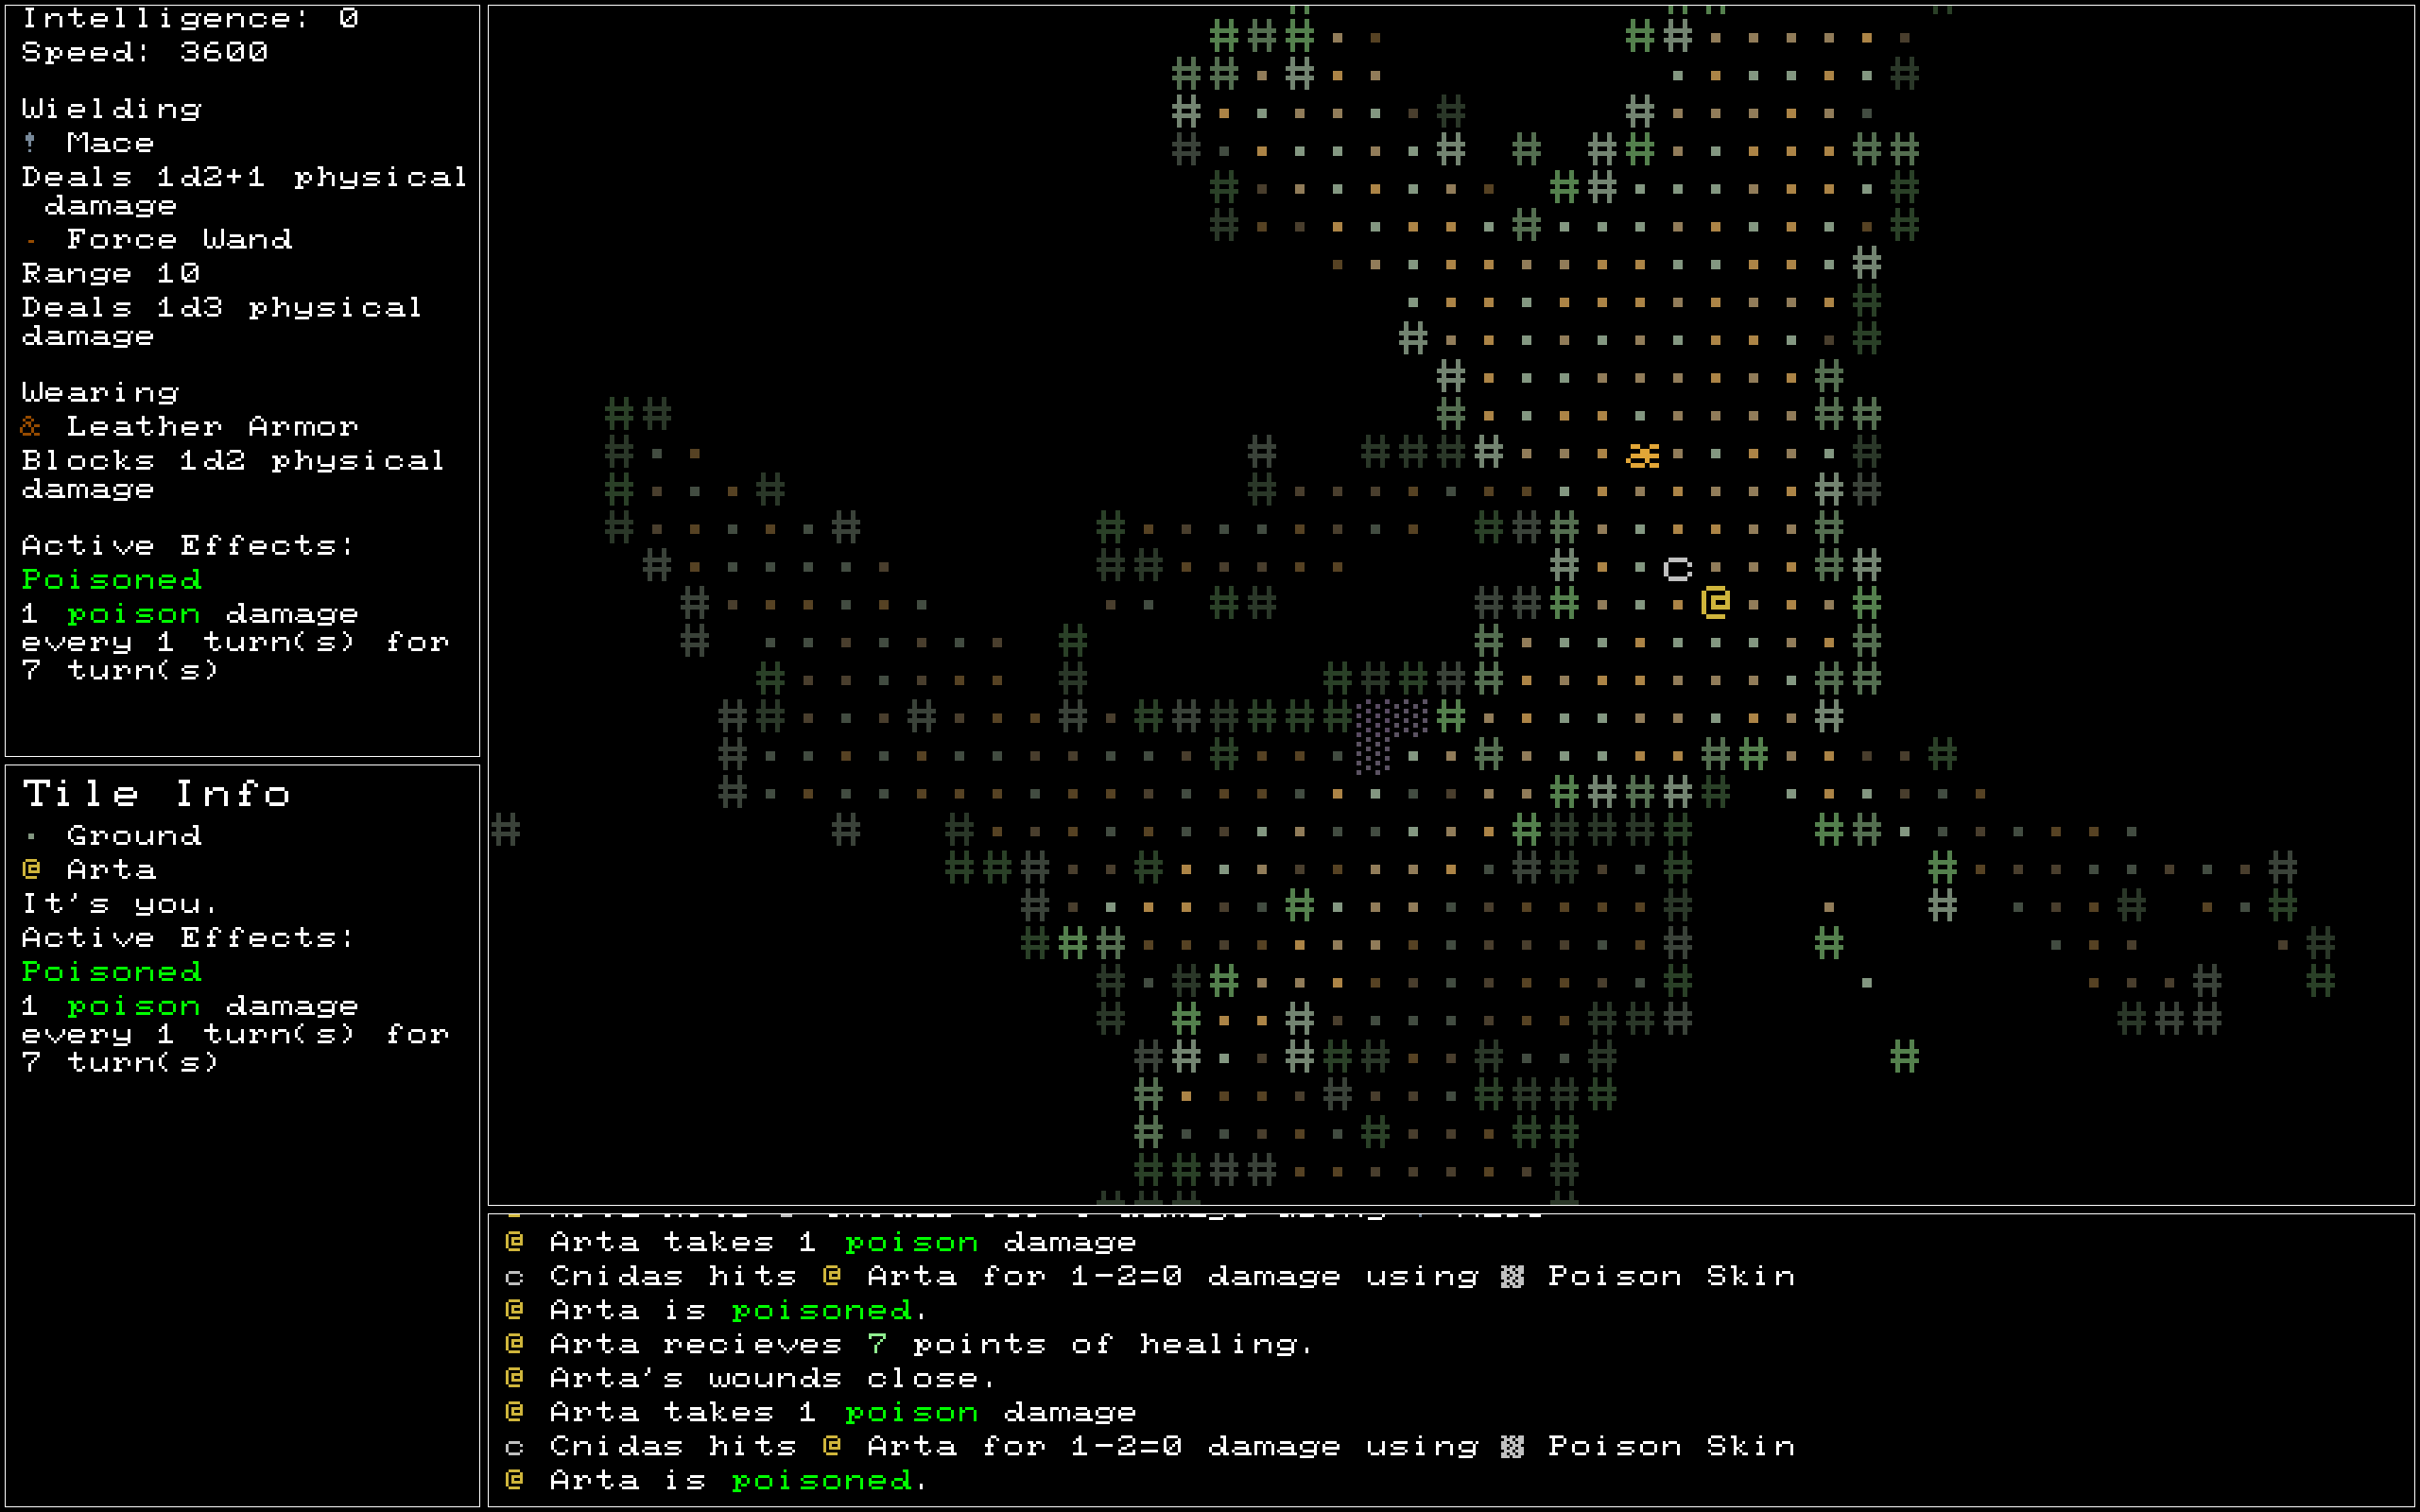 Intelligence: 0
Speed: 3600
Wielding
! Mace
Deals 1d2+1 physical
damage
- Force Wand
Range 10
Deals 1d3 physical
damage
Wearing
& Leather Armor
Blocks 1d2 physical
damage
Active Effects:
Poisoned
1 poison damage
every 1 turn(s) for
7 turn(s)
Tile Info
. Ground
@ Arta
It's you.
Active Effects:
Poisoned
1 poison damage
every 1 turn(s) for
7 turn(s)
@ Arta takes 1 poison damage
c Cnidas hits @ Arta for 1-2=0 damage using ▓ Poison Skin
@ Arta is poisoned.
@ Arta recieves 7 points of healing.
@ Arta's wounds close.
@ Arta takes 1 poison damage
c Cnidas hits @ Arta for 1-2=0 damage using ▓ Poison Skin
@ Arta is poisoned.